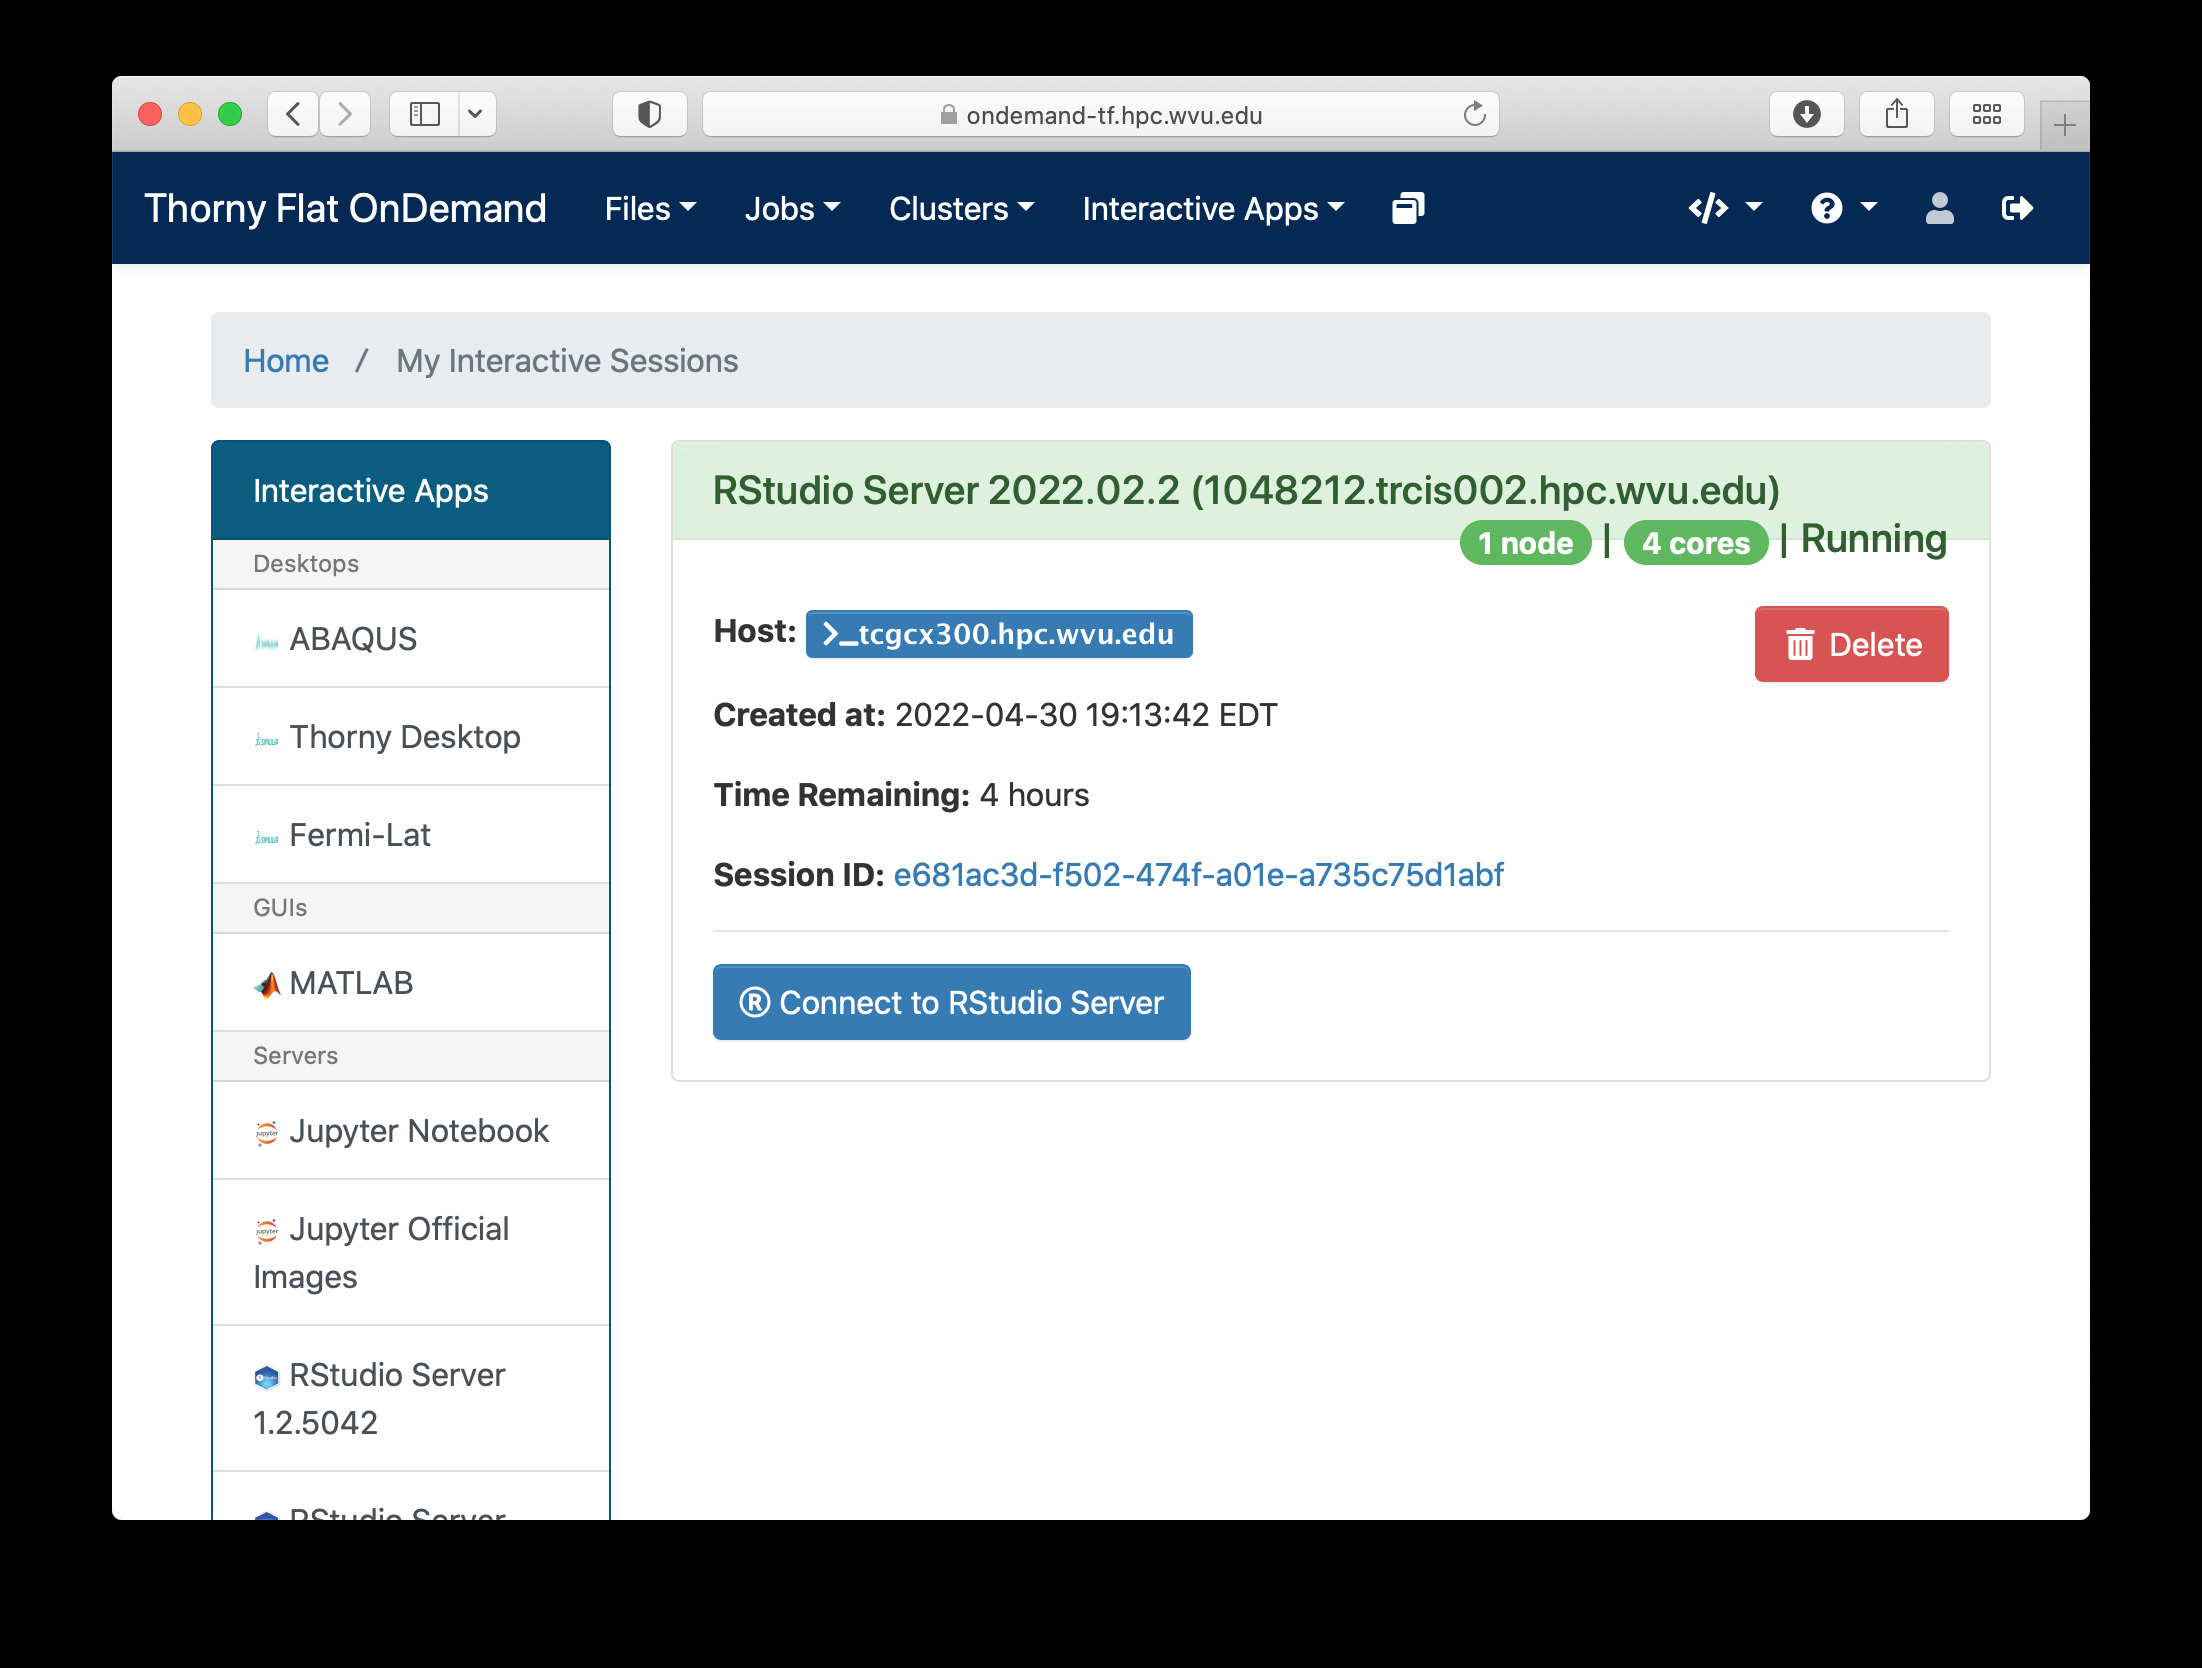 ondemand-tf.hpc.wvu.edu
Thorny Flat OnDemand Files Jobs Clusters Interactive Apps
Home / My Interactive Sessions
Interactive Apps
Desktops
ABAQUS
Thorny Desktop
Fermi-Lat
GUIs
MATLAB
Servers
Jupyter Notebook
Jupyter Official
Images
RStudio Server
1.2.5042
RStudio Server
RStudio Server 2022.02.2 (1048212.trcis002.hpc.wvu.edu)
1 node | 4 cores | Running
Host: >_tcgcx300.hpc.wvu.edu
Delete
Created at: 2022-04-30 19:13:42 EDT
Time Remaining: 4 hours
Session ID: e681ac3d-f502-474f-a01e-a735c75d1abf
® Connect to RStudio Server